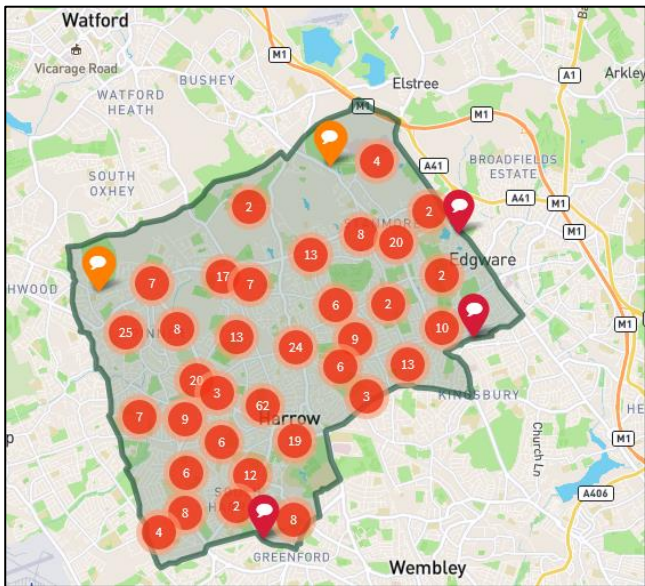 Watford
Vicarage Road
BUSHEY
WATFORD
HEATH
M1
Elstree
A1
Arkley
M1
M1
SOUTH
OXHEY
4
A41
BROADFIELDS
ESTATE
A41
M1
2
2
8
20
13
Edgware
HWOOD
7
17
7
2
6
2
M1
25
8
13
10
9
24
6
13
20
3
3
KINGSBURY
62
7
9
Harrow
HE
6
19
Church Ln
M1
6
12
A406
8
2
8
4
GREENFORD
Wembley